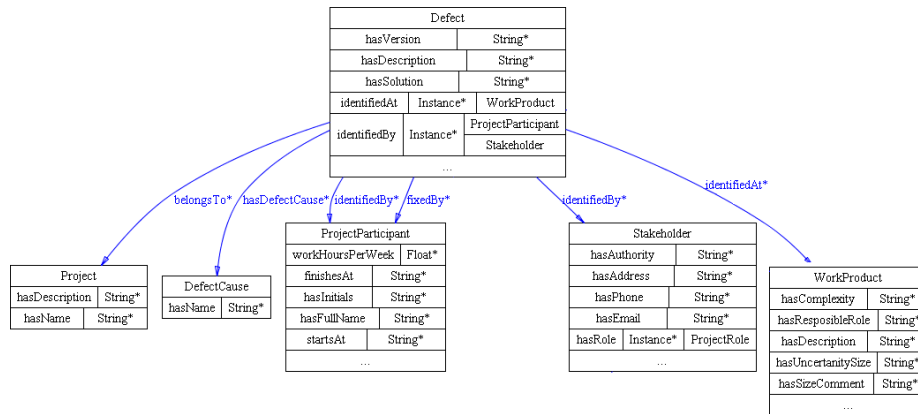 Defect
hasVersion String*
hasDescription String*
hasSolution String*
identifiedAt Instance* WorkProduct
identifiedBy Instance* ProjectParticipant
Stakeholder
...
belongsTo* hasDefectCause* identifiedBy* fixedBy* identifiedBy* identifiedAt*
Project
hasDescription String*
hasName String*
DefectCause
hasName String*
ProjectParticipant
workHoursPerWeek Float*
finishesAt String*
hasInitials String*
hasFullName String*
startsAt String*
...
Stakeholder
hasAuthority String*
hasAddress String*
hasPhone String*
hasEmail String*
hasRole Instance* ProjectRole
...
WorkProduct
hasComplexity String*
hasResposibleRole String*
hasDescription String*
hasUncertanitySize String*
hasSizeComment String*
...